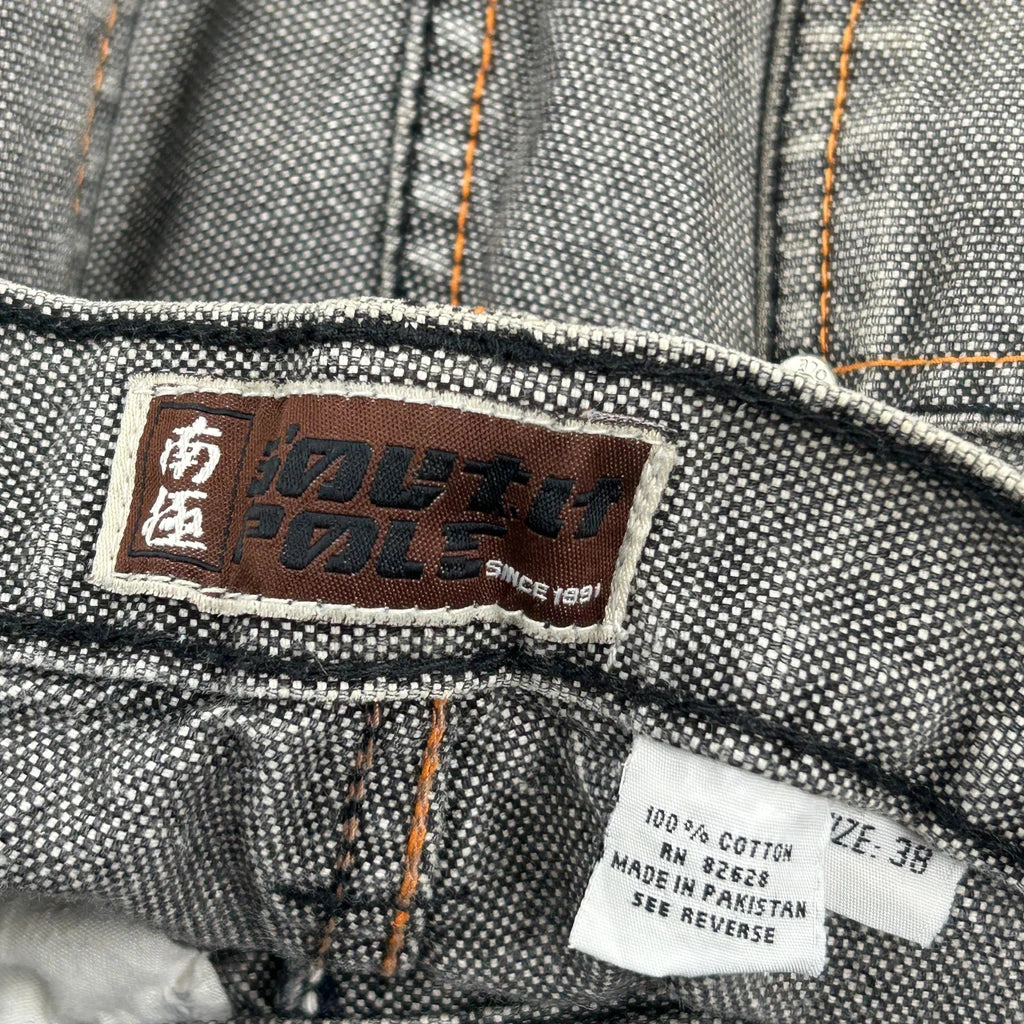 南極
SOUTH
POLE
SINCE 1991
100% COTTON
RN 82628
MADE IN PAKISTAN
SEE REVERSE
IZE: 38